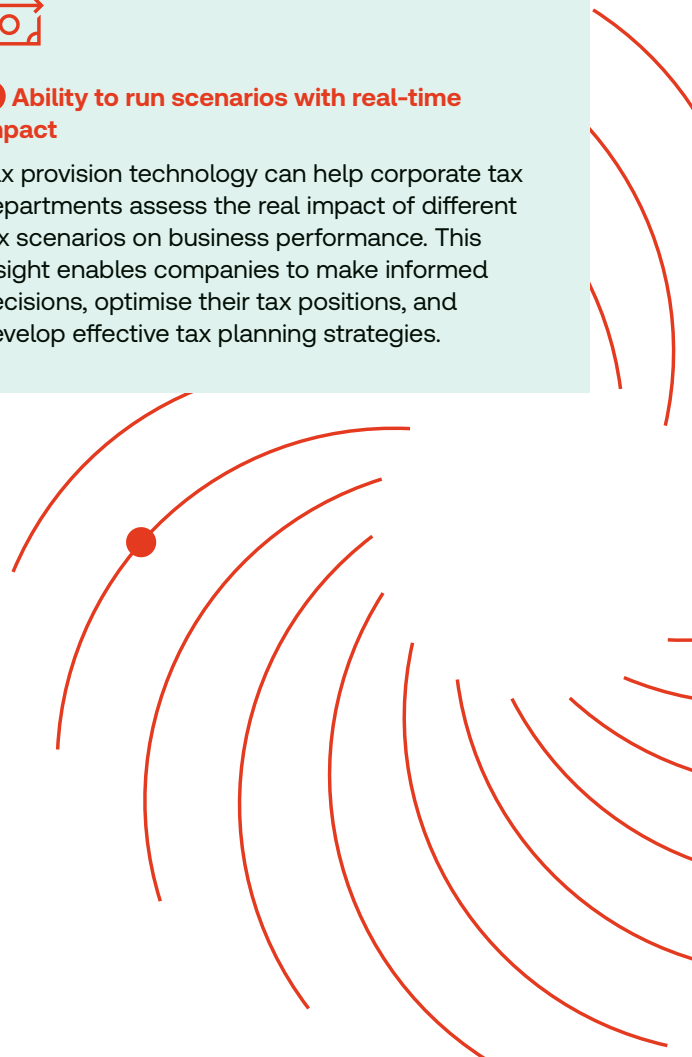 Ability to run scenarios with real-time
mpact
ax provision technology can help corporate tax
epartments assess the real impact of different
x scenarios on business performance. This
sight enables companies to make informed
ecisions, optimise their tax positions, and
evelop effective tax planning strategies.